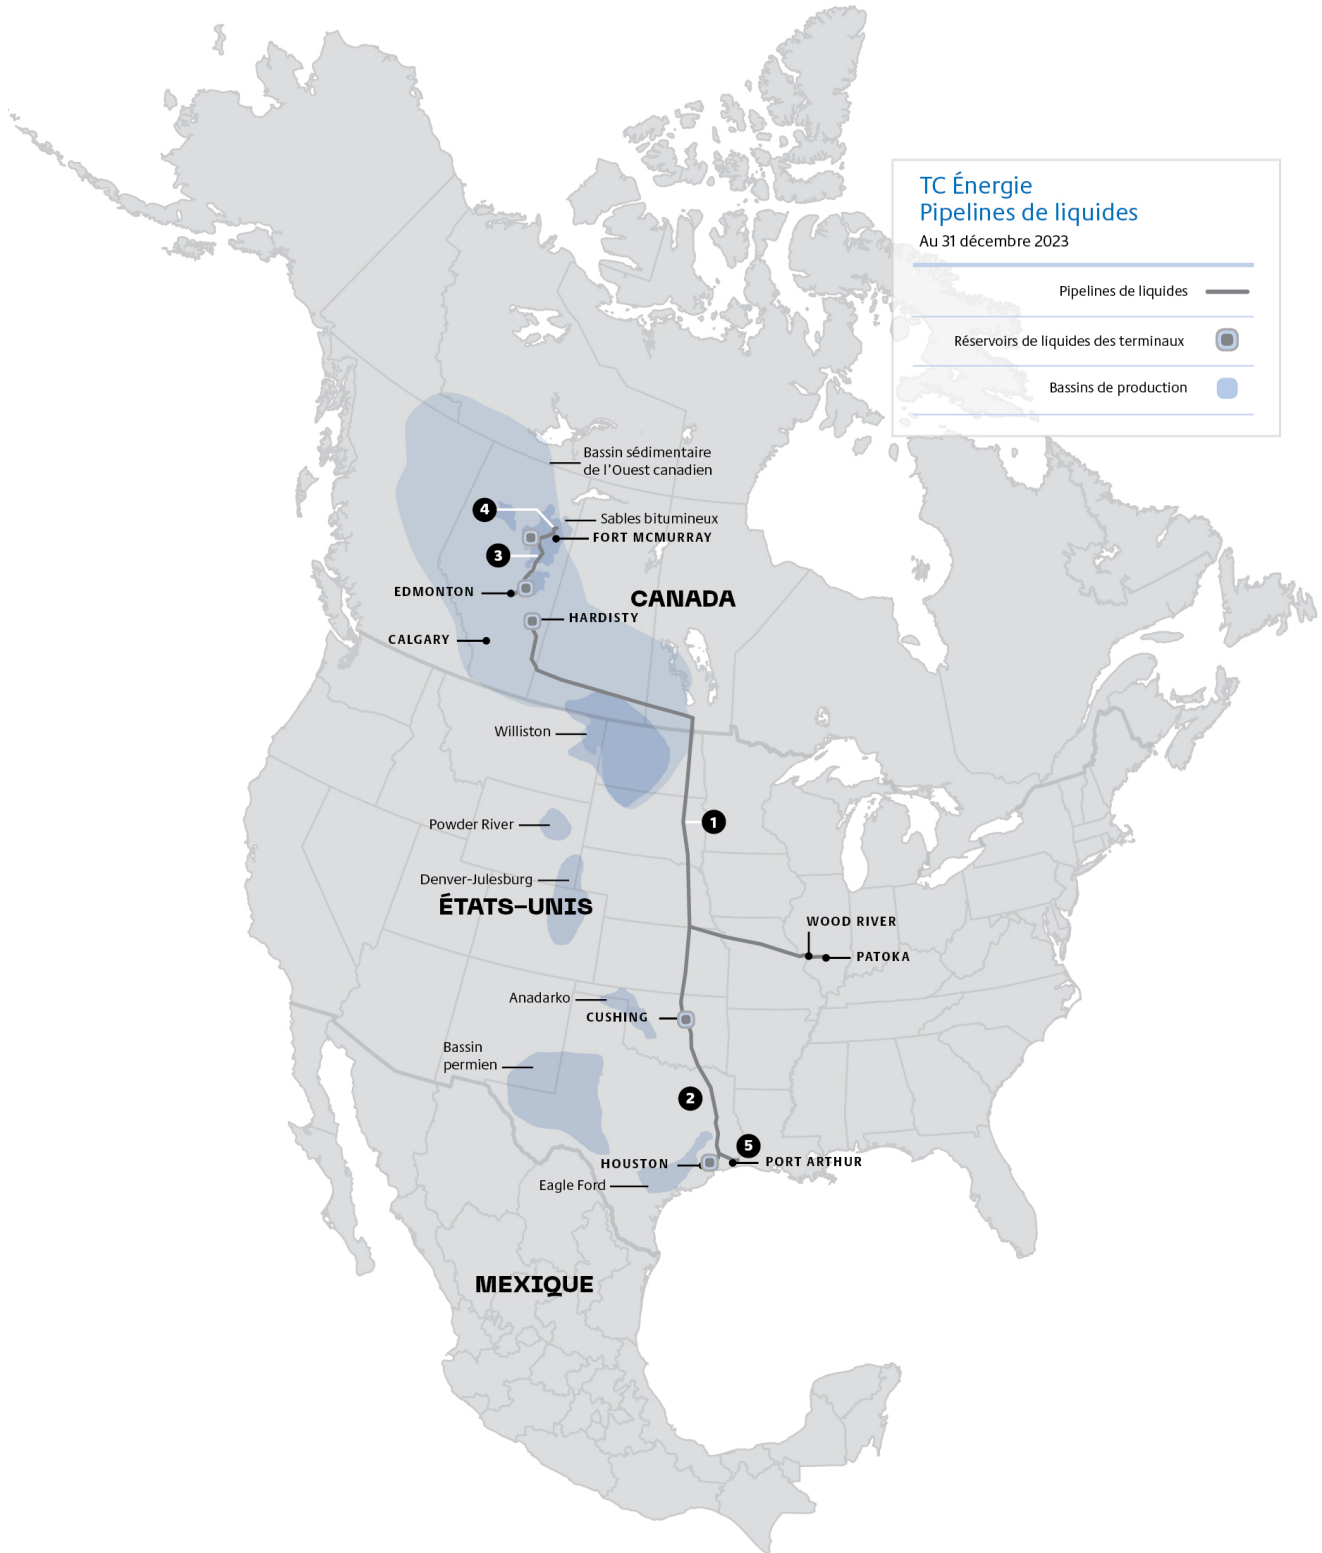 TC Énergie
Pipelines de liquides
Au 31 décembre 2023
Pipelines de liquides
Réservoirs de liquides des terminaux
Bassins de production
Bassin sédimentaire
de l'Ouest canadien
4
Sables bitumineux
FORT MCMURRAY
3
EDMONTON
CANADA
HARDISTY
CALGARY
Williston
1
Powder River
Denver-Julesburg
ÉTATS-UNIS
WOOD RIVER
PATOKA
Anadarko
CUSHING
Bassin
permien
2
5
HOUSTON
PORT ARTHUR
Eagle Ford
MEXIQUE